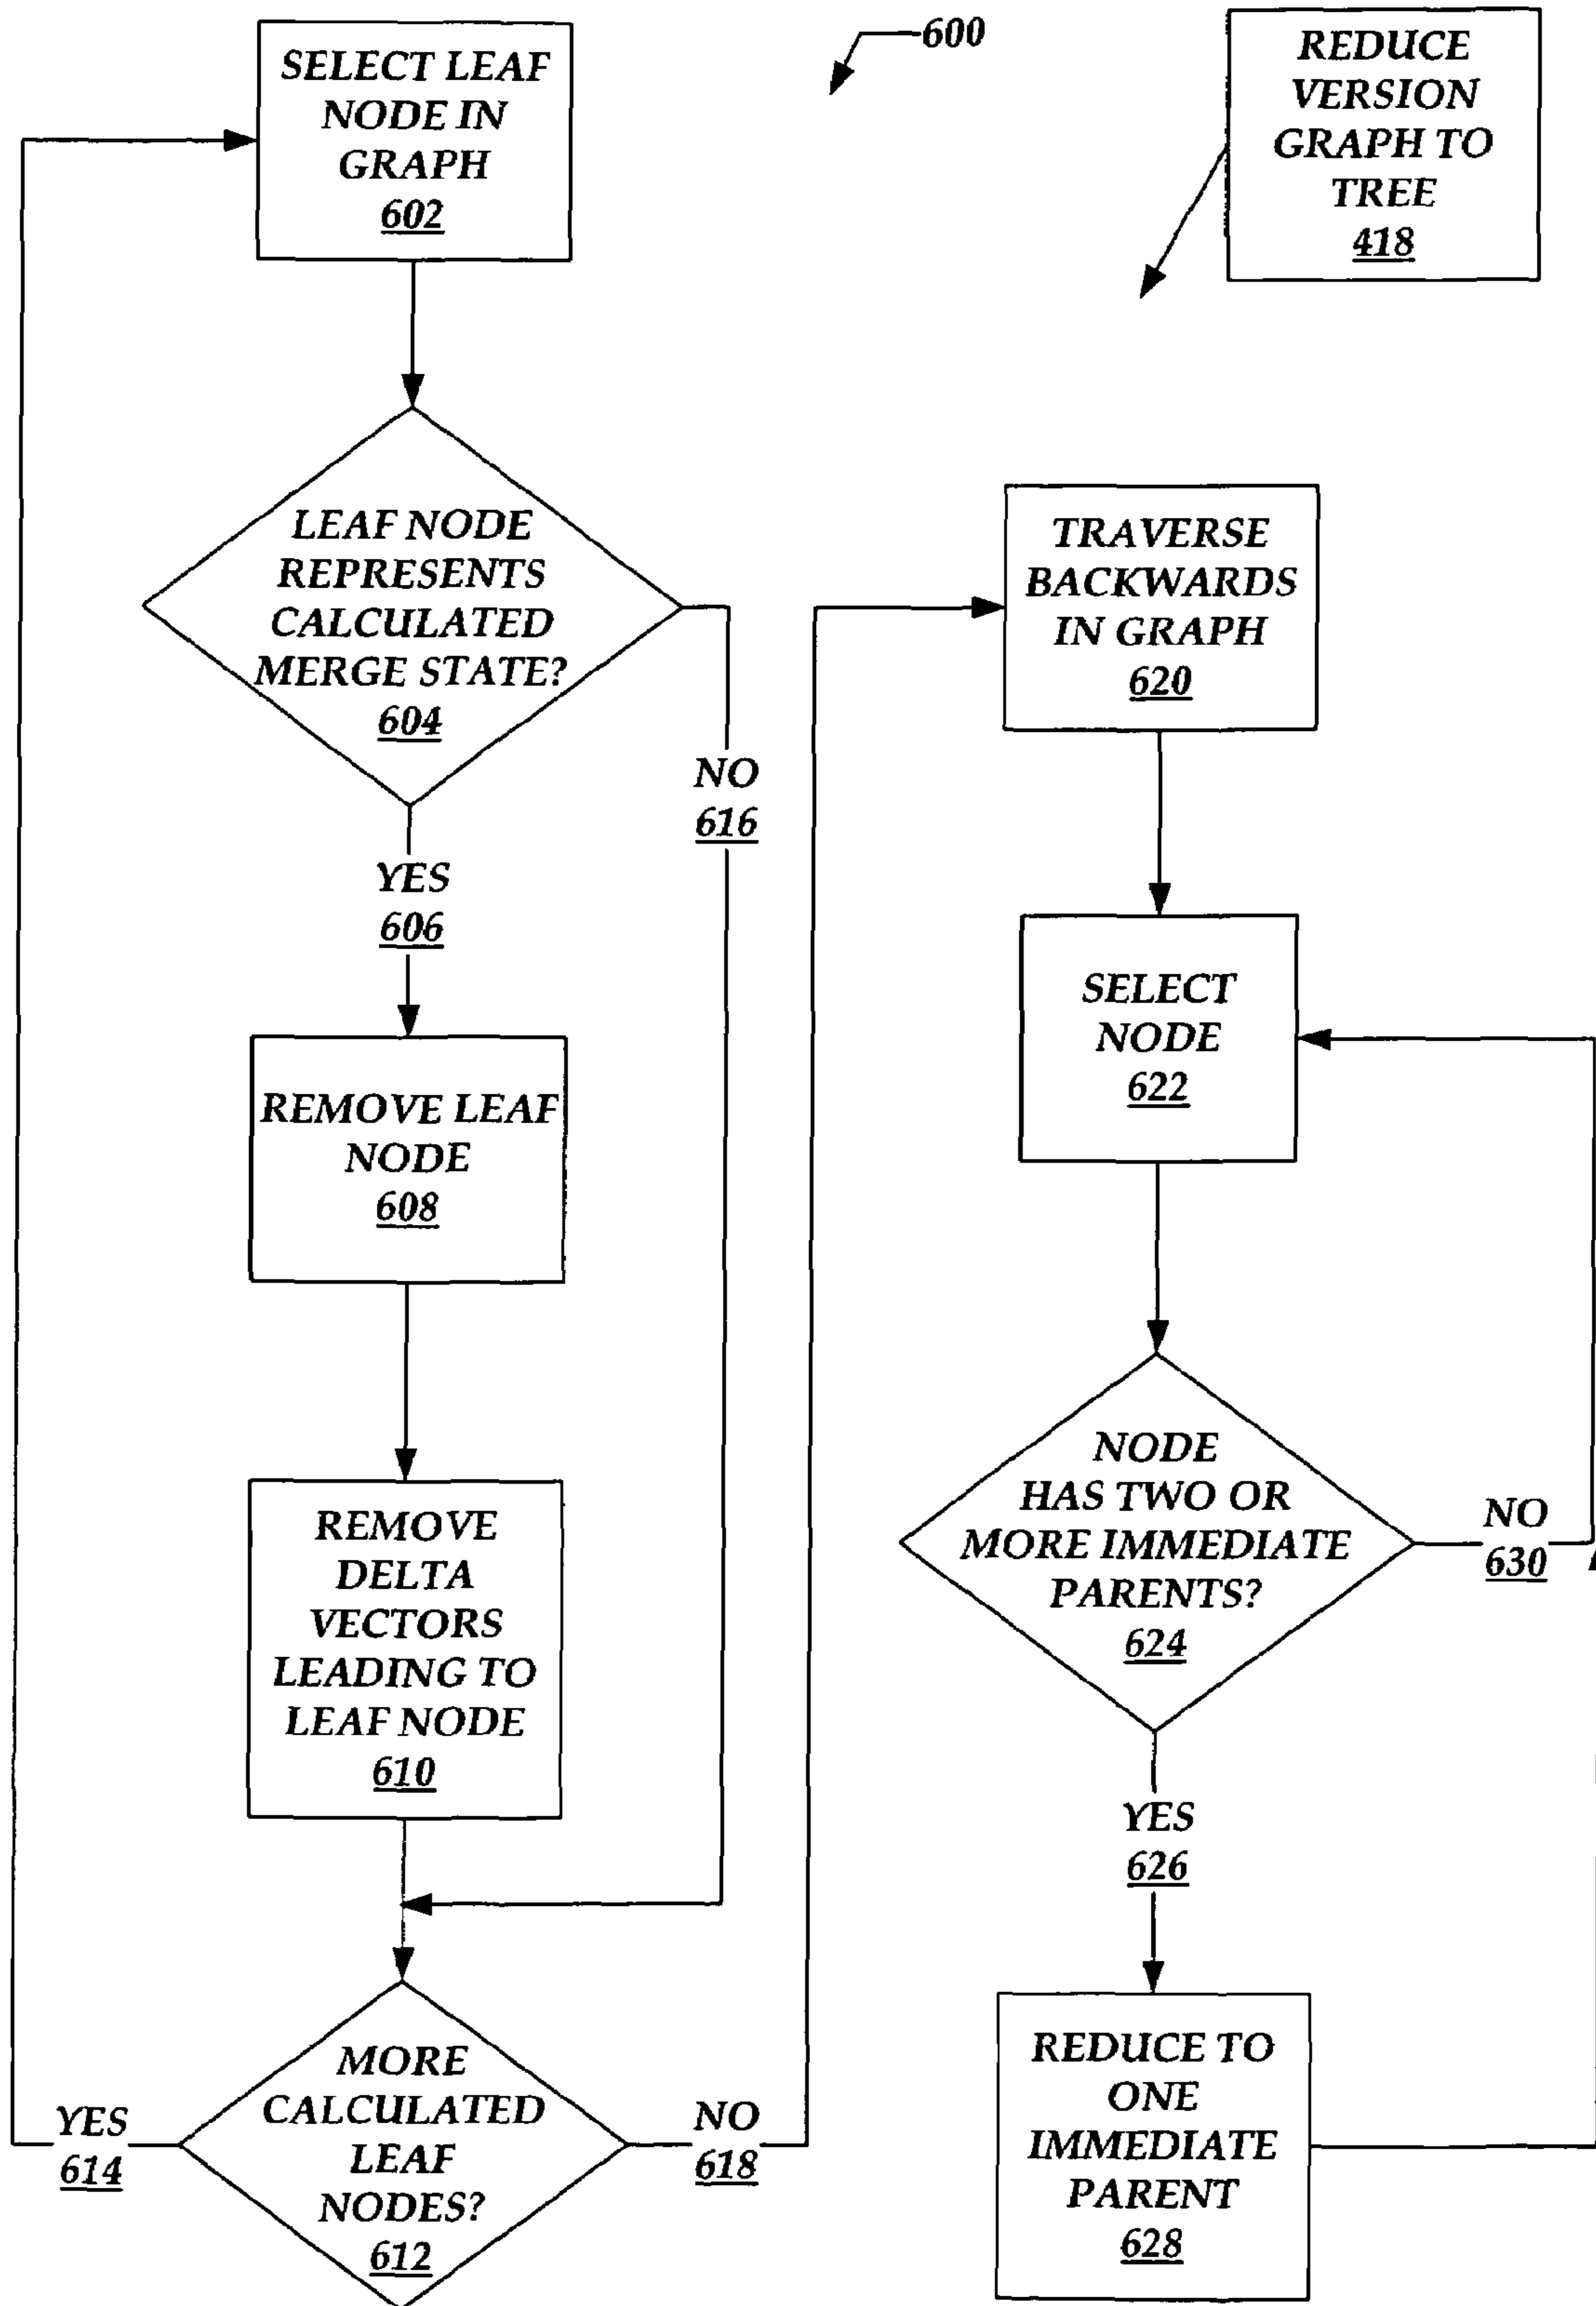 600
REDUCE
VERSION
GRAPH TO
TREE
418
SELECT LEAF
NODE IN
GRAPH
602
LEAF NODE
REPRESENTS
CALCULATED
MERGE STATE?
604
NO
616
YES
606
REMOVE LEAF
NODE
608
REMOVE
DELTA
VECTORS
LEADING TO
LEAF NODE
610
MORE
CALCULATED
LEAF
NODES?
612
YES
614
NO
618
TRAVERSE
BACKWARDS
IN GRAPH
620
SELECT
NODE
622
NODE
HAS TWO OR
MORE IMMEDIATE
PARENTS?
624
NO
630
YES
626
REDUCE TO
ONE
IMMEDIATE
PARENT
628